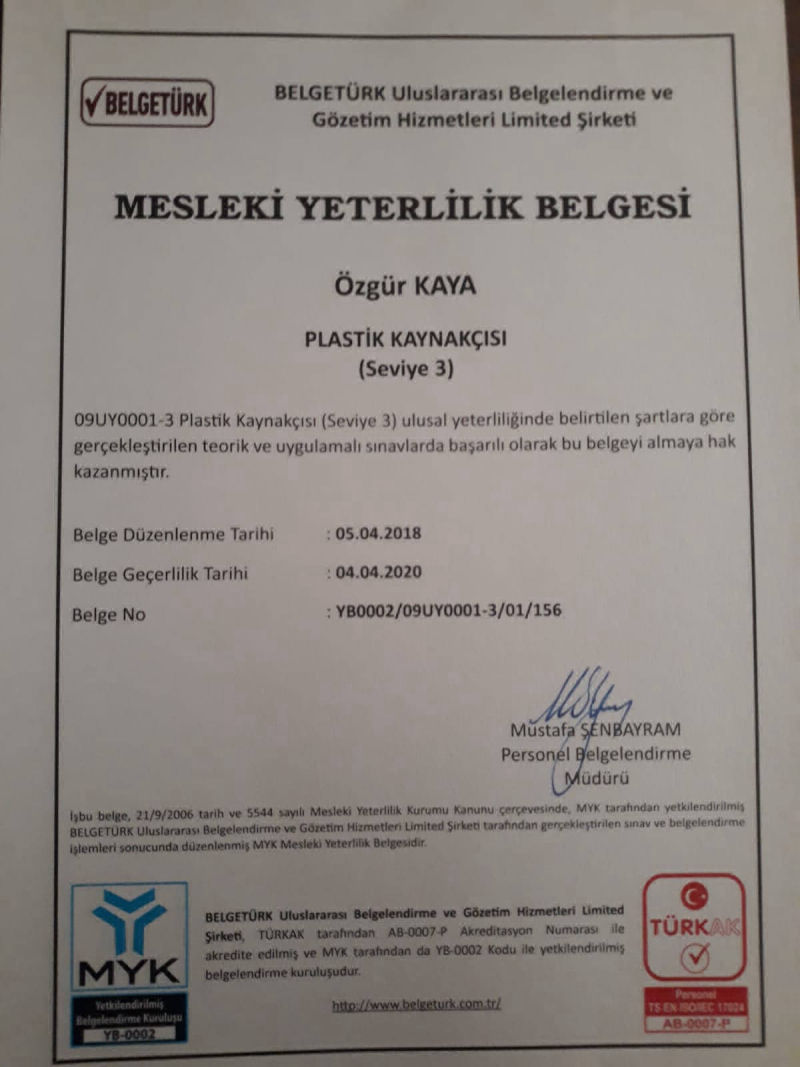 BELGETÜRK
BELGETÜRK Uluslararası Belgelendirme ve
Gözetim Hizmetleri Limited Şirketi
MESLEKİ YETERLİLİK BELGESİ
Özgür KAYA
PLASTİK KAYNAKÇISI
(Seviye 3)
09UY0001-3 Plastik Kaynakçısı (Seviye 3) ulusal yeterliliğinde belirtilen şartlara göre
gerçekleştirilen teorik ve uygulamalı sınavlarda başarılı olarak bu belgeyi almaya hak
kazanmıştır.
Belge Düzenlenme Tarihi : 05.04.2018
Belge Geçerlilik Tarihi : 04.04.2020
Belge No : YB0002/09UY0001-3/01/156
Mustafa ŞENBAYRAM
Personel Belgelendirme
Müdürü
İşbu belge, 21/9/2006 tarih ve 5544 sayılı Mesleki Yeterlilik Kurumu Kanunu çerçevesinde, MYK tarafından yetkilendirilmiş
BELGETÜRK Uluslararası Belgelendirme ve Gözetim Hizmetleri Limited Şirketi tarafından gerçekleştirilen sınav ve belgelendirme
işlemleri sonucunda düzenlenmiş MYK Mesleki Yeterlilik Belgesidir.
MYK
Yetkilendirilmiş
Belgelendirme Kuruluşu
YB-0002
BELGETÜRK Uluslararası Belgelendirme ve Gözetim Hizmetleri Limited
Şirketi, TÜRKAK tarafından AB-0007-P Akreditasyon Numarası ile
akredite edilmiş ve MYK tarafından da YB-0002 Kodu ile yetkilendirilmiş
belgelendirme kuruluşudur.
http://www.belgeturk.com.tr/
TÜRKAK
Personel
TS EN ISO/IEC 17024
AB-0007-P